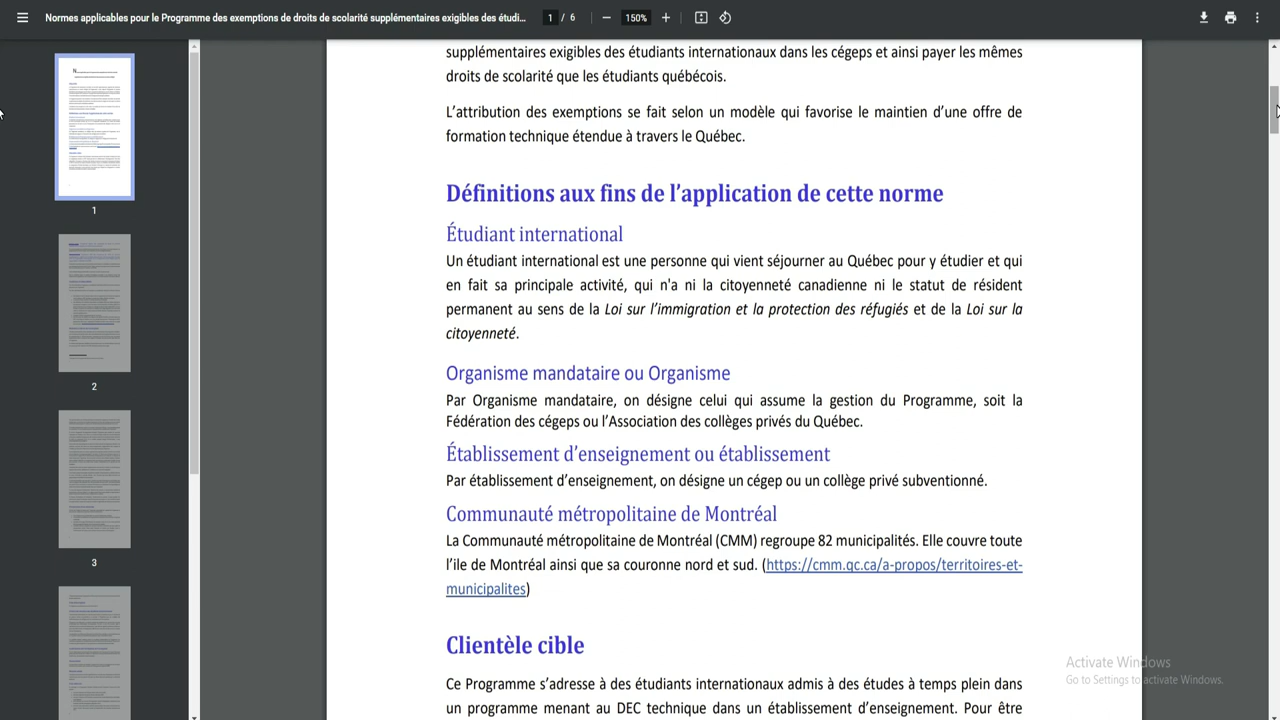 Normes applicables pour le Programme des exemptions de droits de scolarité supplémentaires exigibles des étudi...
1 / 6
150%
supplémentaires exigibles des étudiants internationaux dans les cégeps et ainsi payer les mêmes
droits de scolarité que les étudiants québécois.
L'attribution des exemptions se fait selon un modèle qui favorise le maintien d'une offre de
formation continue étendue à travers le Québec.
Définitions aux fins de l'application de cette norme
Étudiant international
Un étudiant international est une personne qui vient séjourner au Québec pour y étudier et qui
en fait sa principale activité, qui n'a ni la citoyenneté canadienne ni le statut de résident
permanent au sens de la Loi sur l'immigration et la protection des réfugiés et de la Loi sur la
citoyenneté.
Organisme mandataire ou Organisme
Par Organisme mandataire, on désigne celui qui assume la gestion du Programme, soit la
Fédération des cégeps ou l'Association des collèges privés du Québec.
Établissement d'enseignement ou établissement
Par établissement d'enseignement, on désigne un cégep ou un collège privé subventionné.
Communauté métropolitaine de Montréal
La Communauté métropolitaine de Montréal (CMM) regroupe 82 municipalités. Elle couvre toute
l'ile de Montréal ainsi que sa couronne nord et sud. (https://cmm.qc.ca/a-propos/territoires-et-
municipalites)
Clientèle cible
Ce Programme s'adresse à des étudiants internationaux admis à des études à temps plein dans
un programme menant au DEC technique dans un établissement d'enseignement. Pour être
1
2
3
Activate Windows
Go to Settings to activate Windows.